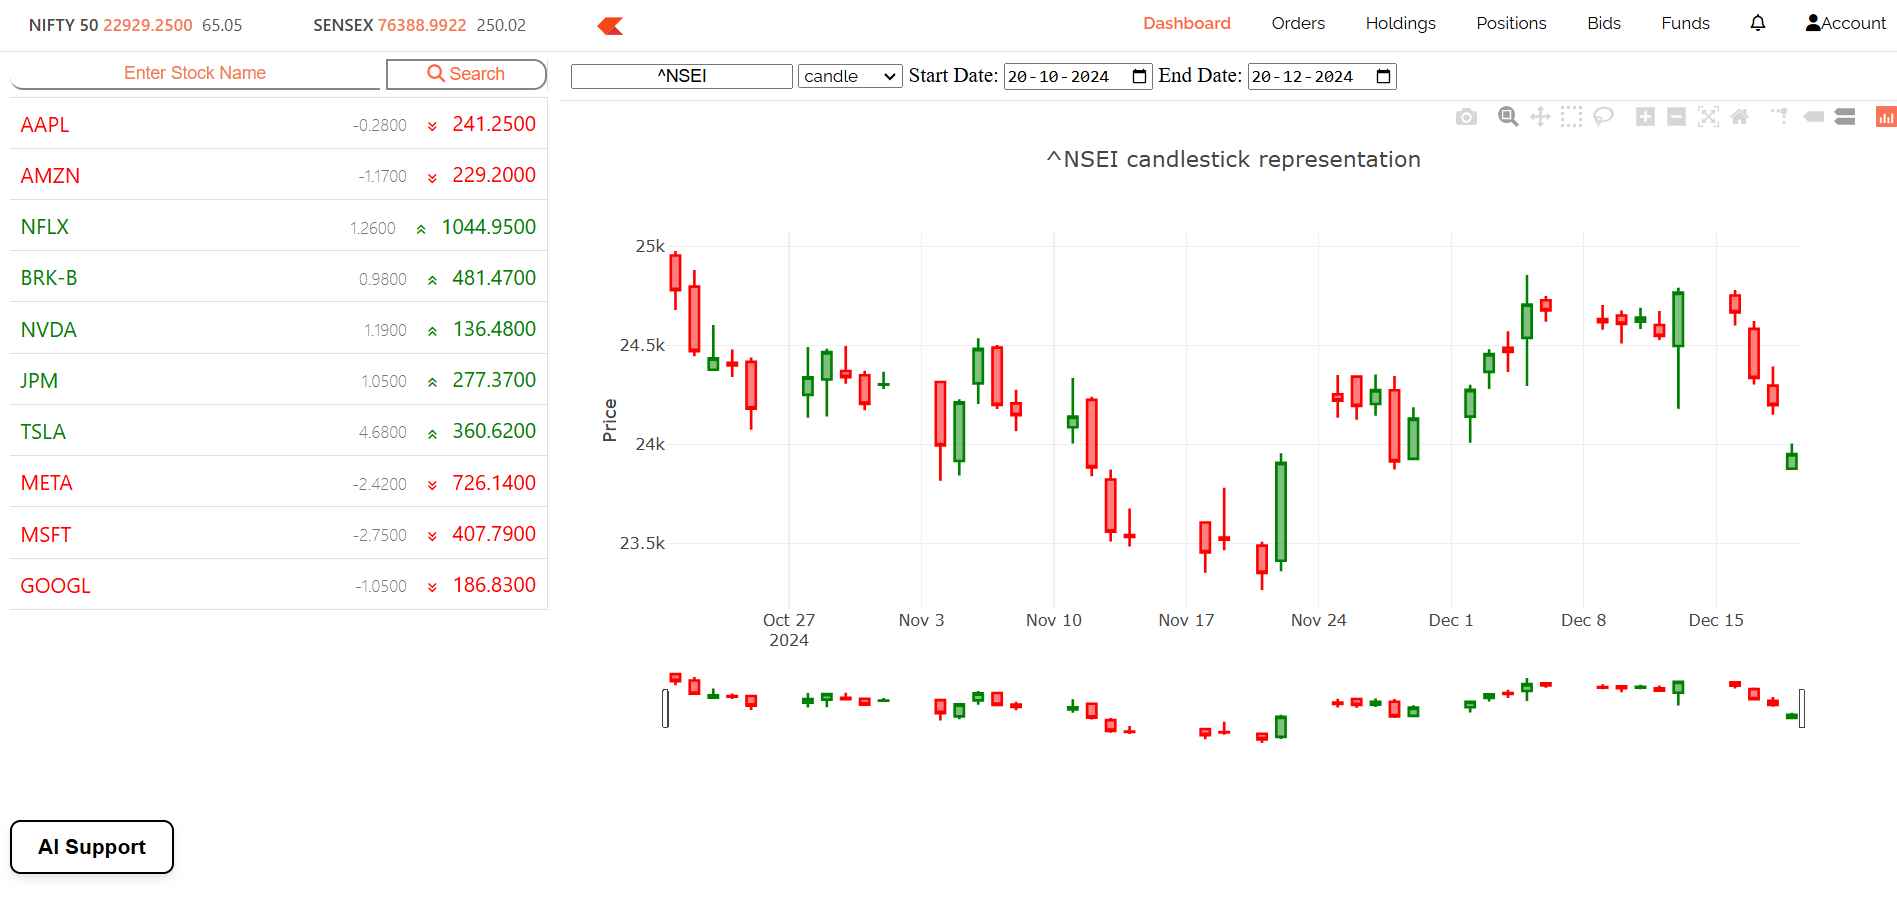 NIFTY 50 22929.2500 65.05 SENSEX 76388.9922 250.02 Dashboard Orders Holdings Positions Bids Funds Account
Enter Stock Name Search
^NSEI candle Start Date: 20-10-2024 End Date: 20-12-2024
AAPL -0.2800 241.2500
AMZN -1.1700 229.2000
NFLX 1.2600 1044.9500
BRK-B 0.9800 481.4700
NVDA 1.1900 136.4800
JPM 1.0500 277.3700
TSLA 4.6800 360.6200
META -2.4200 726.1400
MSFT -2.7500 407.7900
GOOGL -1.0500 186.8300
^NSEI candlestick representation
25k
24.5k
24k
23.5k
Price
Oct 27 Nov 3 Nov 10 Nov 17 Nov 24 Dec 1 Dec 8 Dec 15
2024
AI Support